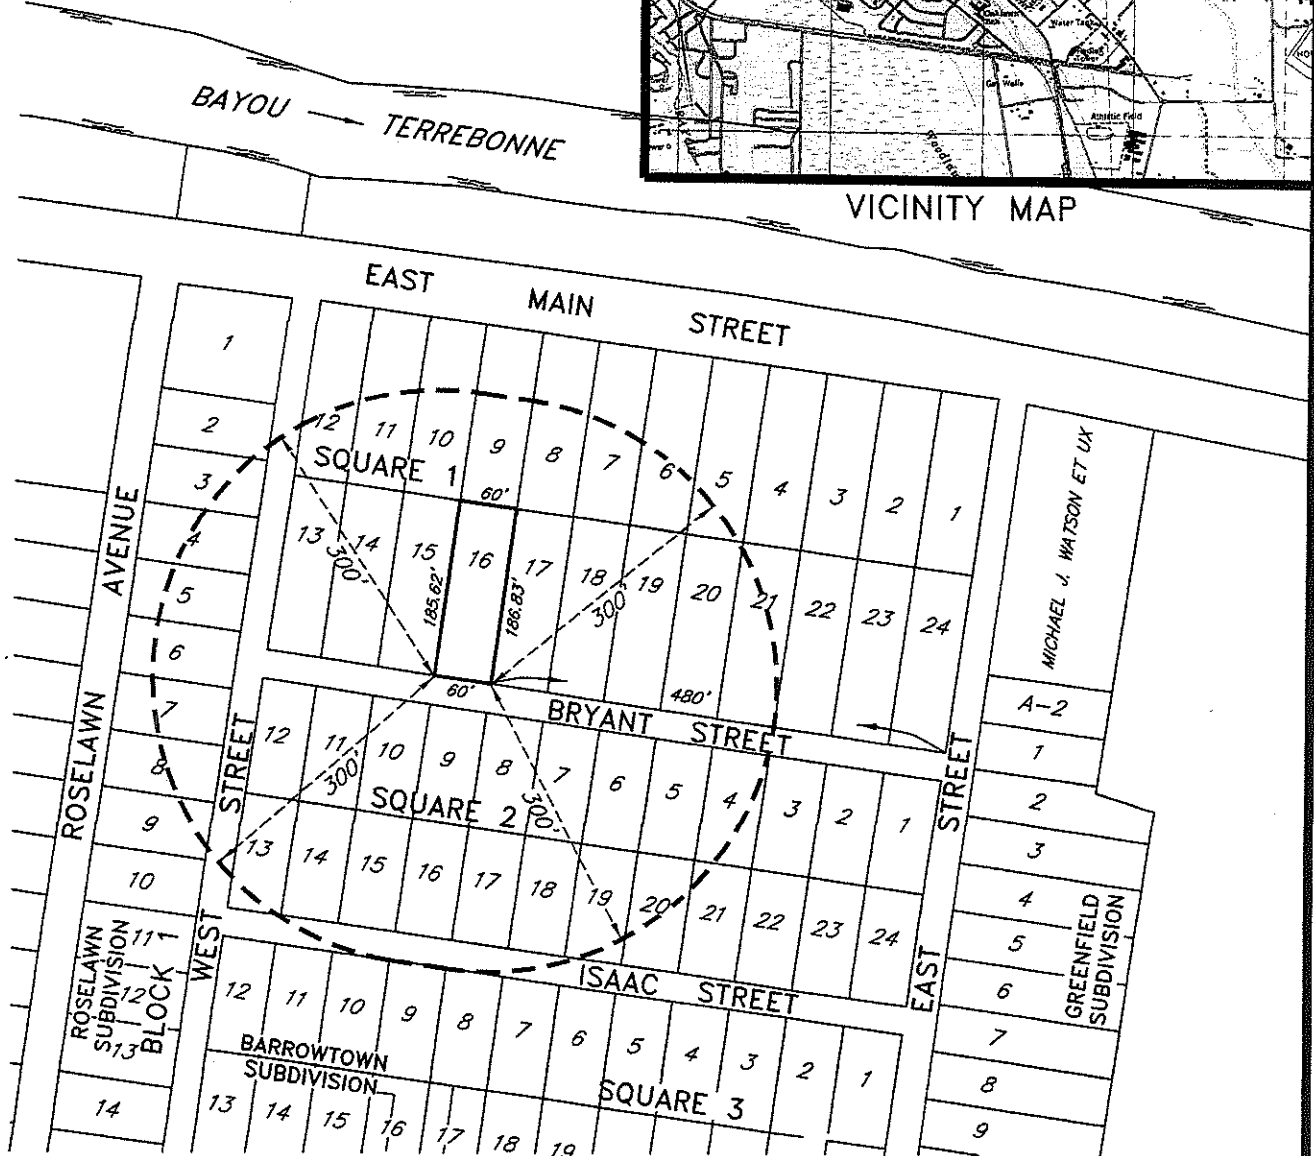 Oaklawn
Water Tank
Gas Wells
Athletic Field
VICINITY MAP
BAYOU TERREBONNE
EAST MAIN STREET
1
2
3
4
5
6
7
8
9
10
11
12
13
14
ROSELAWN AVENUE
ROSELAWN
SUBDIVISION
BLOCK 1
WEST STREET
12 11 10 9 8 7 6 5 4 3 2 1
SQUARE 1
60'
13 14 15 16 17 18 19 20 21 22 23 24
300'
185.62'
186.83'
300'
60'
480'
BRYANT STREET
12 11 10 9 8 7 6 5 4 3 2 1
300'
300'
SQUARE 2
13 14 15 16 17 18 19 20 21 22 23 24
ISAAC STREET
12 11 10 9 8 7 6 5 4 3 2 1
BARROWTOWN
SUBDIVISION
SQUARE 3
13 14 15 16 17 18 19
EAST STREET
MICHAEL J. WATSON ET UX
A-2
1
2
3
4
5
6
7
8
9
GREENFIELD
SUBDIVISION